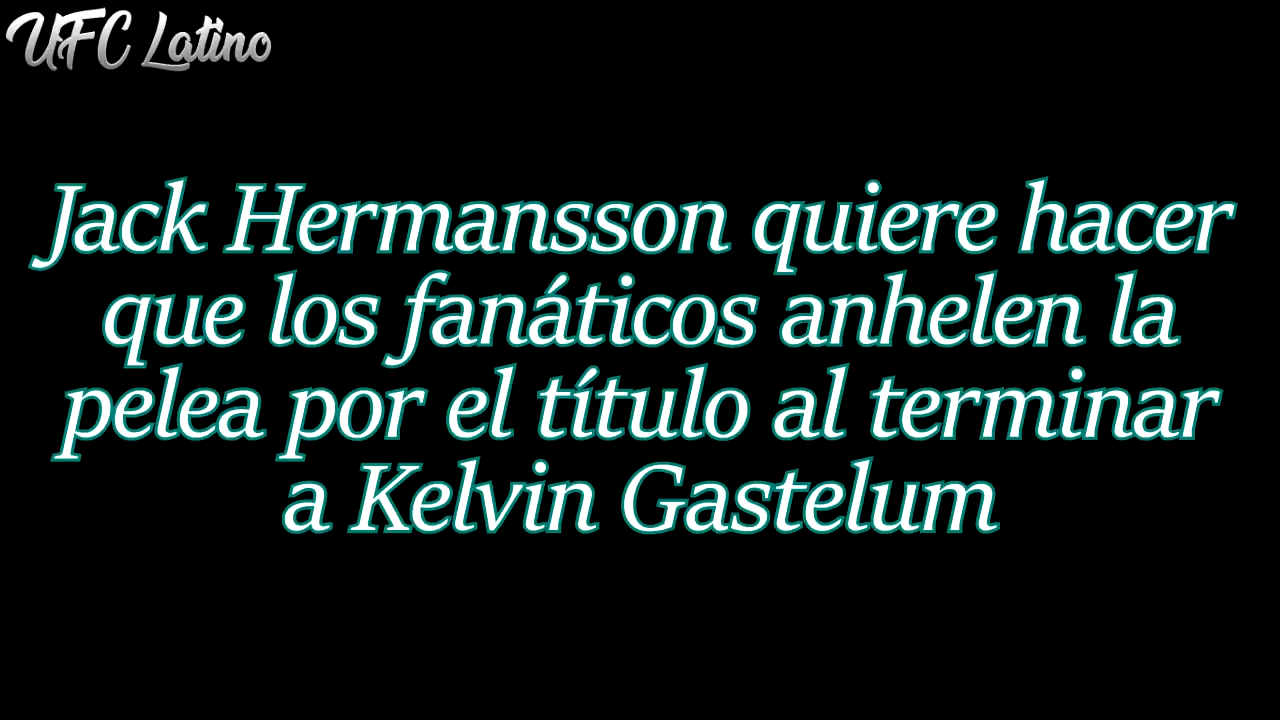 UFC Latino
Jack Hermansson quiere hacer
que los fanáticos anhelen la
pelea por el título al terminar
a Kelvin Gastelum